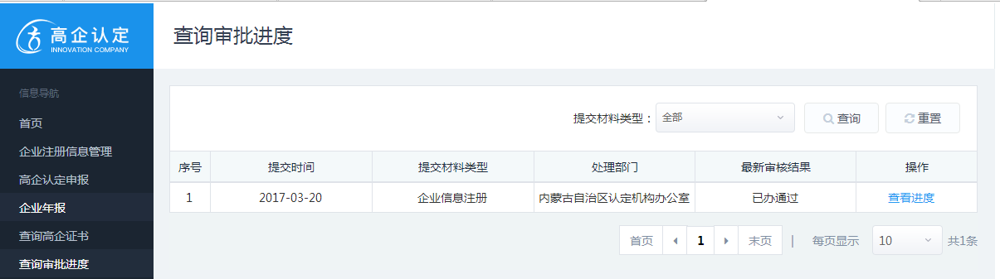 高企认定
INNOVATION COMPANY
查询审批进度
信息导航
首页
企业注册信息管理
高企认定申报
企业年报
查询高企证书
查询审批进度
提交材料类型： 全部 查询 重置
序号 提交时间 提交材料类型 处理部门 最新审核结果 操作
1 2017-03-20 企业信息注册 内蒙古自治区认定机构办公室 已办通过 查看进度
首页 1 末页 | 每页显示 10 共1条